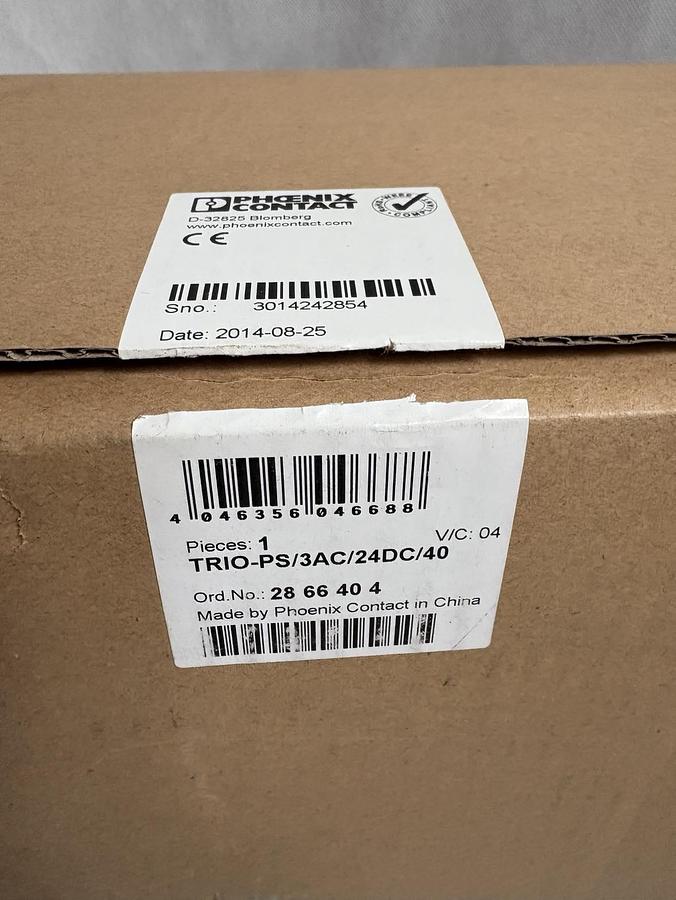 PHOENIX
CONTACT
D-32825 Blomberg
www.phoenixcontact.com
CE
Sno.: 3014242854
Date: 2014-08-25
4 046356 046688
Pieces: 1
V/C: 04
TRIO-PS/3AC/24DC/40
Ord.No.: 28 66 40 4
Made by Phoenix Contact in China